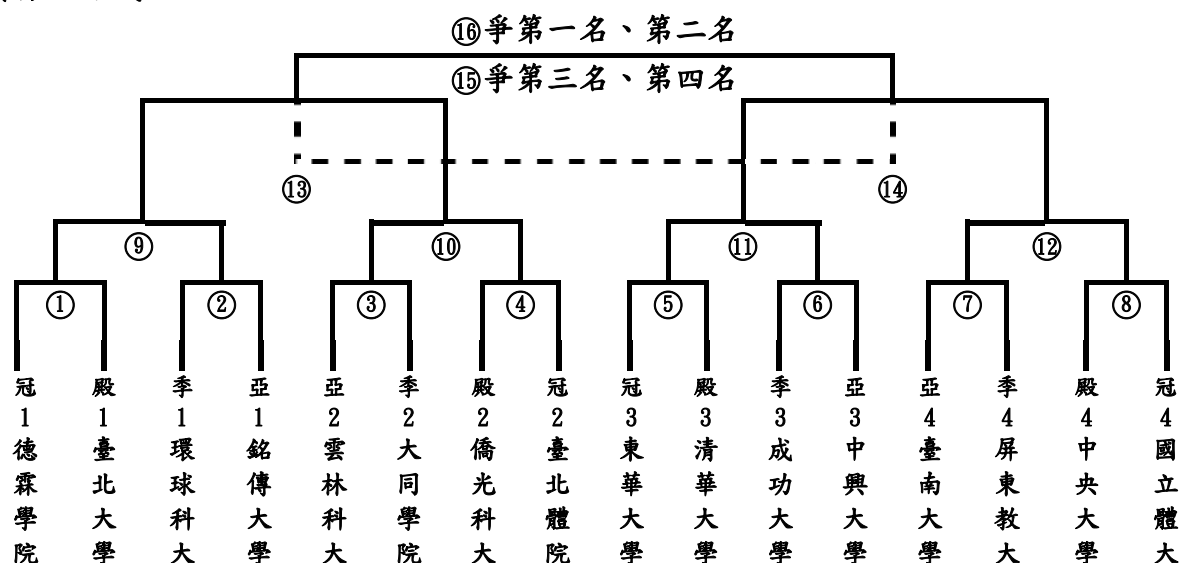 ⑯爭第一名、第二名
⑮爭第三名、第四名
⑬
⑭
⑨
⑩
⑪
⑫
①
②
③
④
⑤
⑥
⑦
⑧
冠1德霖學院
殿1臺北大學
季1環球科大
亞1銘傳大學
亞2雲林科大
季2大同學院
殿2僑光科大
冠2臺北體院
冠3東華大學
殿3清華大學
季3成功大學
亞3中興大學
亞4臺南大學
季4屏東教大
殿4中央大學
冠4國立體大